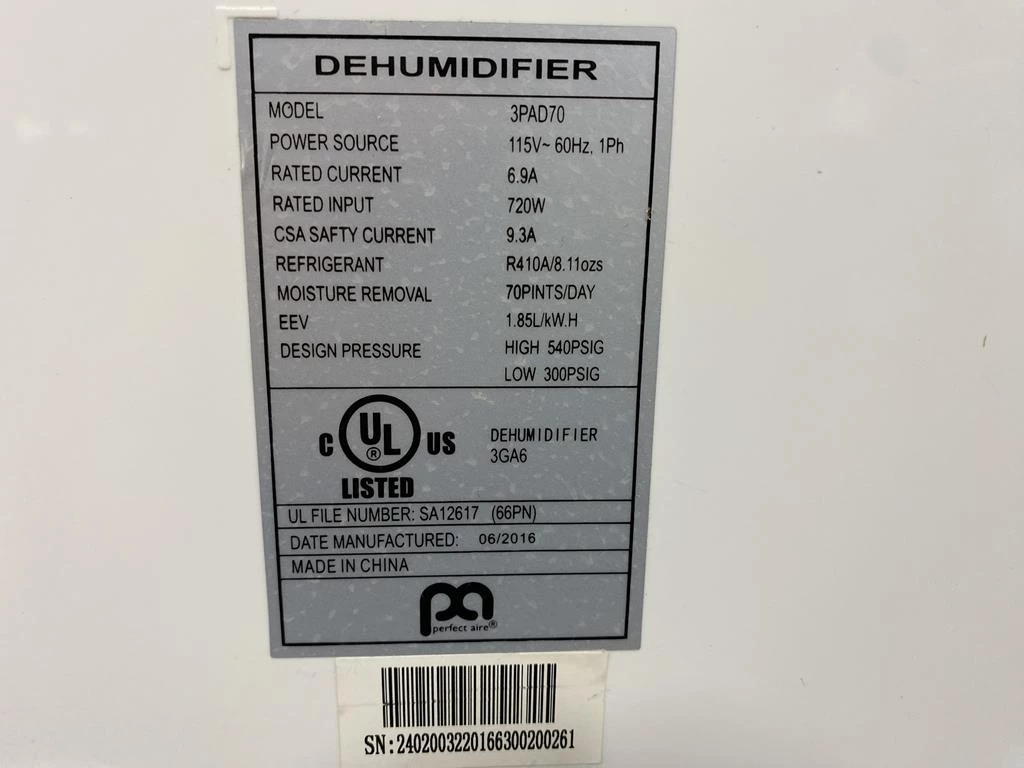 DEHUMIDIFIER
MODEL 3PAD70
POWER SOURCE 115V~ 60Hz, 1Ph
RATED CURRENT 6.9A
RATED INPUT 720W
CSA SAFTY CURRENT 9.3A
REFRIGERANT R410A/8.11ozs
MOISTURE REMOVAL 70PINTS/DAY
EEV 1.85L/kW.H
DESIGN PRESSURE HIGH 540PSIG
LOW 300PSIG
C UL ® US
LISTED
DEHUMIDIFIER
3GA6
UL FILE NUMBER: SA12617 (66PN)
DATE MANUFACTURED: 06/2016
MADE IN CHINA
pa
perfect aire®
SN:2402003220166300200261